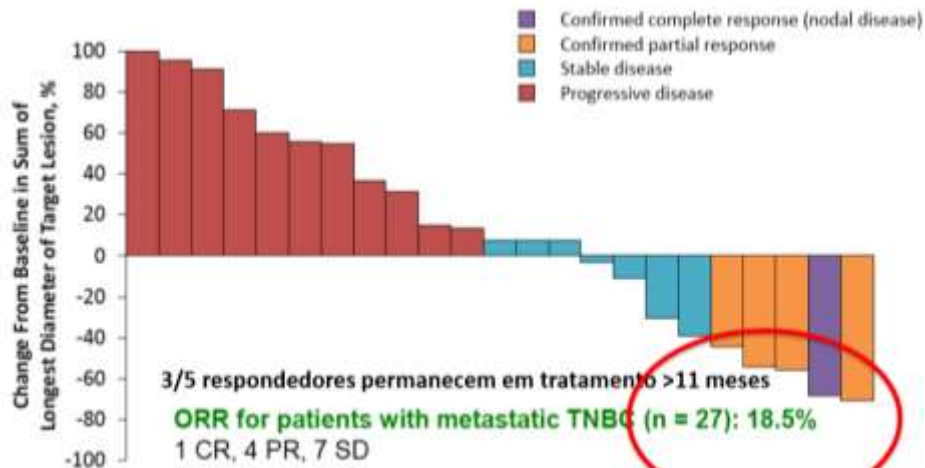 Confirmed complete response (nodal disease)
Confirmed partial response
Stable disease
Progressive disease
Change From Baseline in Sum of
Longest Diameter of Target Lesion, %
100
80
60
40
20
0
-20
-40
-60
-80
-100
3/5 respondedores permanecem em tratamento >11 meses
ORR for patients with metastatic TNBC (n = 27): 18.5%
1 CR, 4 PR, 7 SD